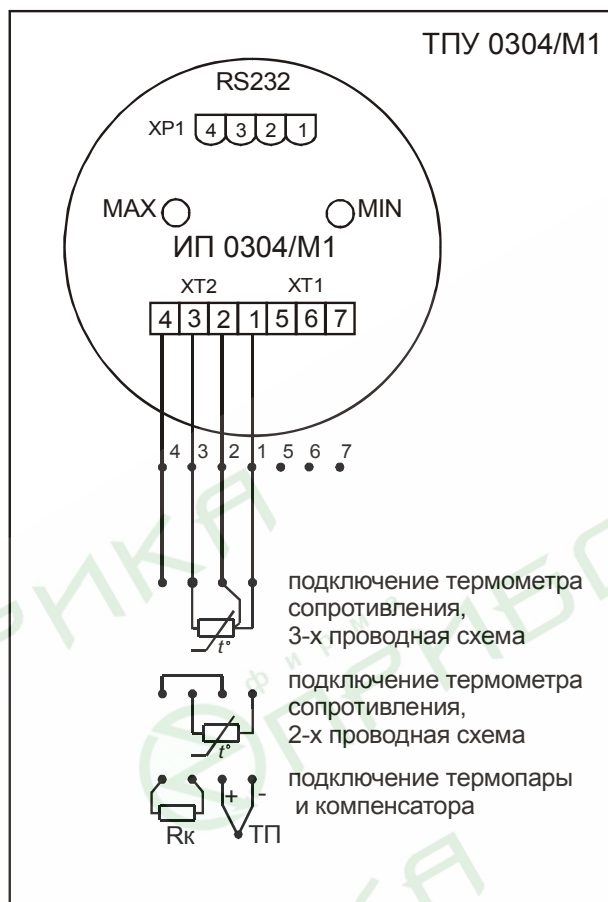 ТПУ 0304/М1
RS232
XP1 4 3 2 1
MAX MIN
ИП 0304/М1
XT2 XT1
4 3 2 1 5 6 7
4 3 2 1 5 6 7
подключение термометра
сопротивления,
3-х проводная схема
t°
подключение термометра
сопротивления,
2-х проводная схема
t°
подключение термопары
и компенсатора
+ -
Rк ТП
фирма